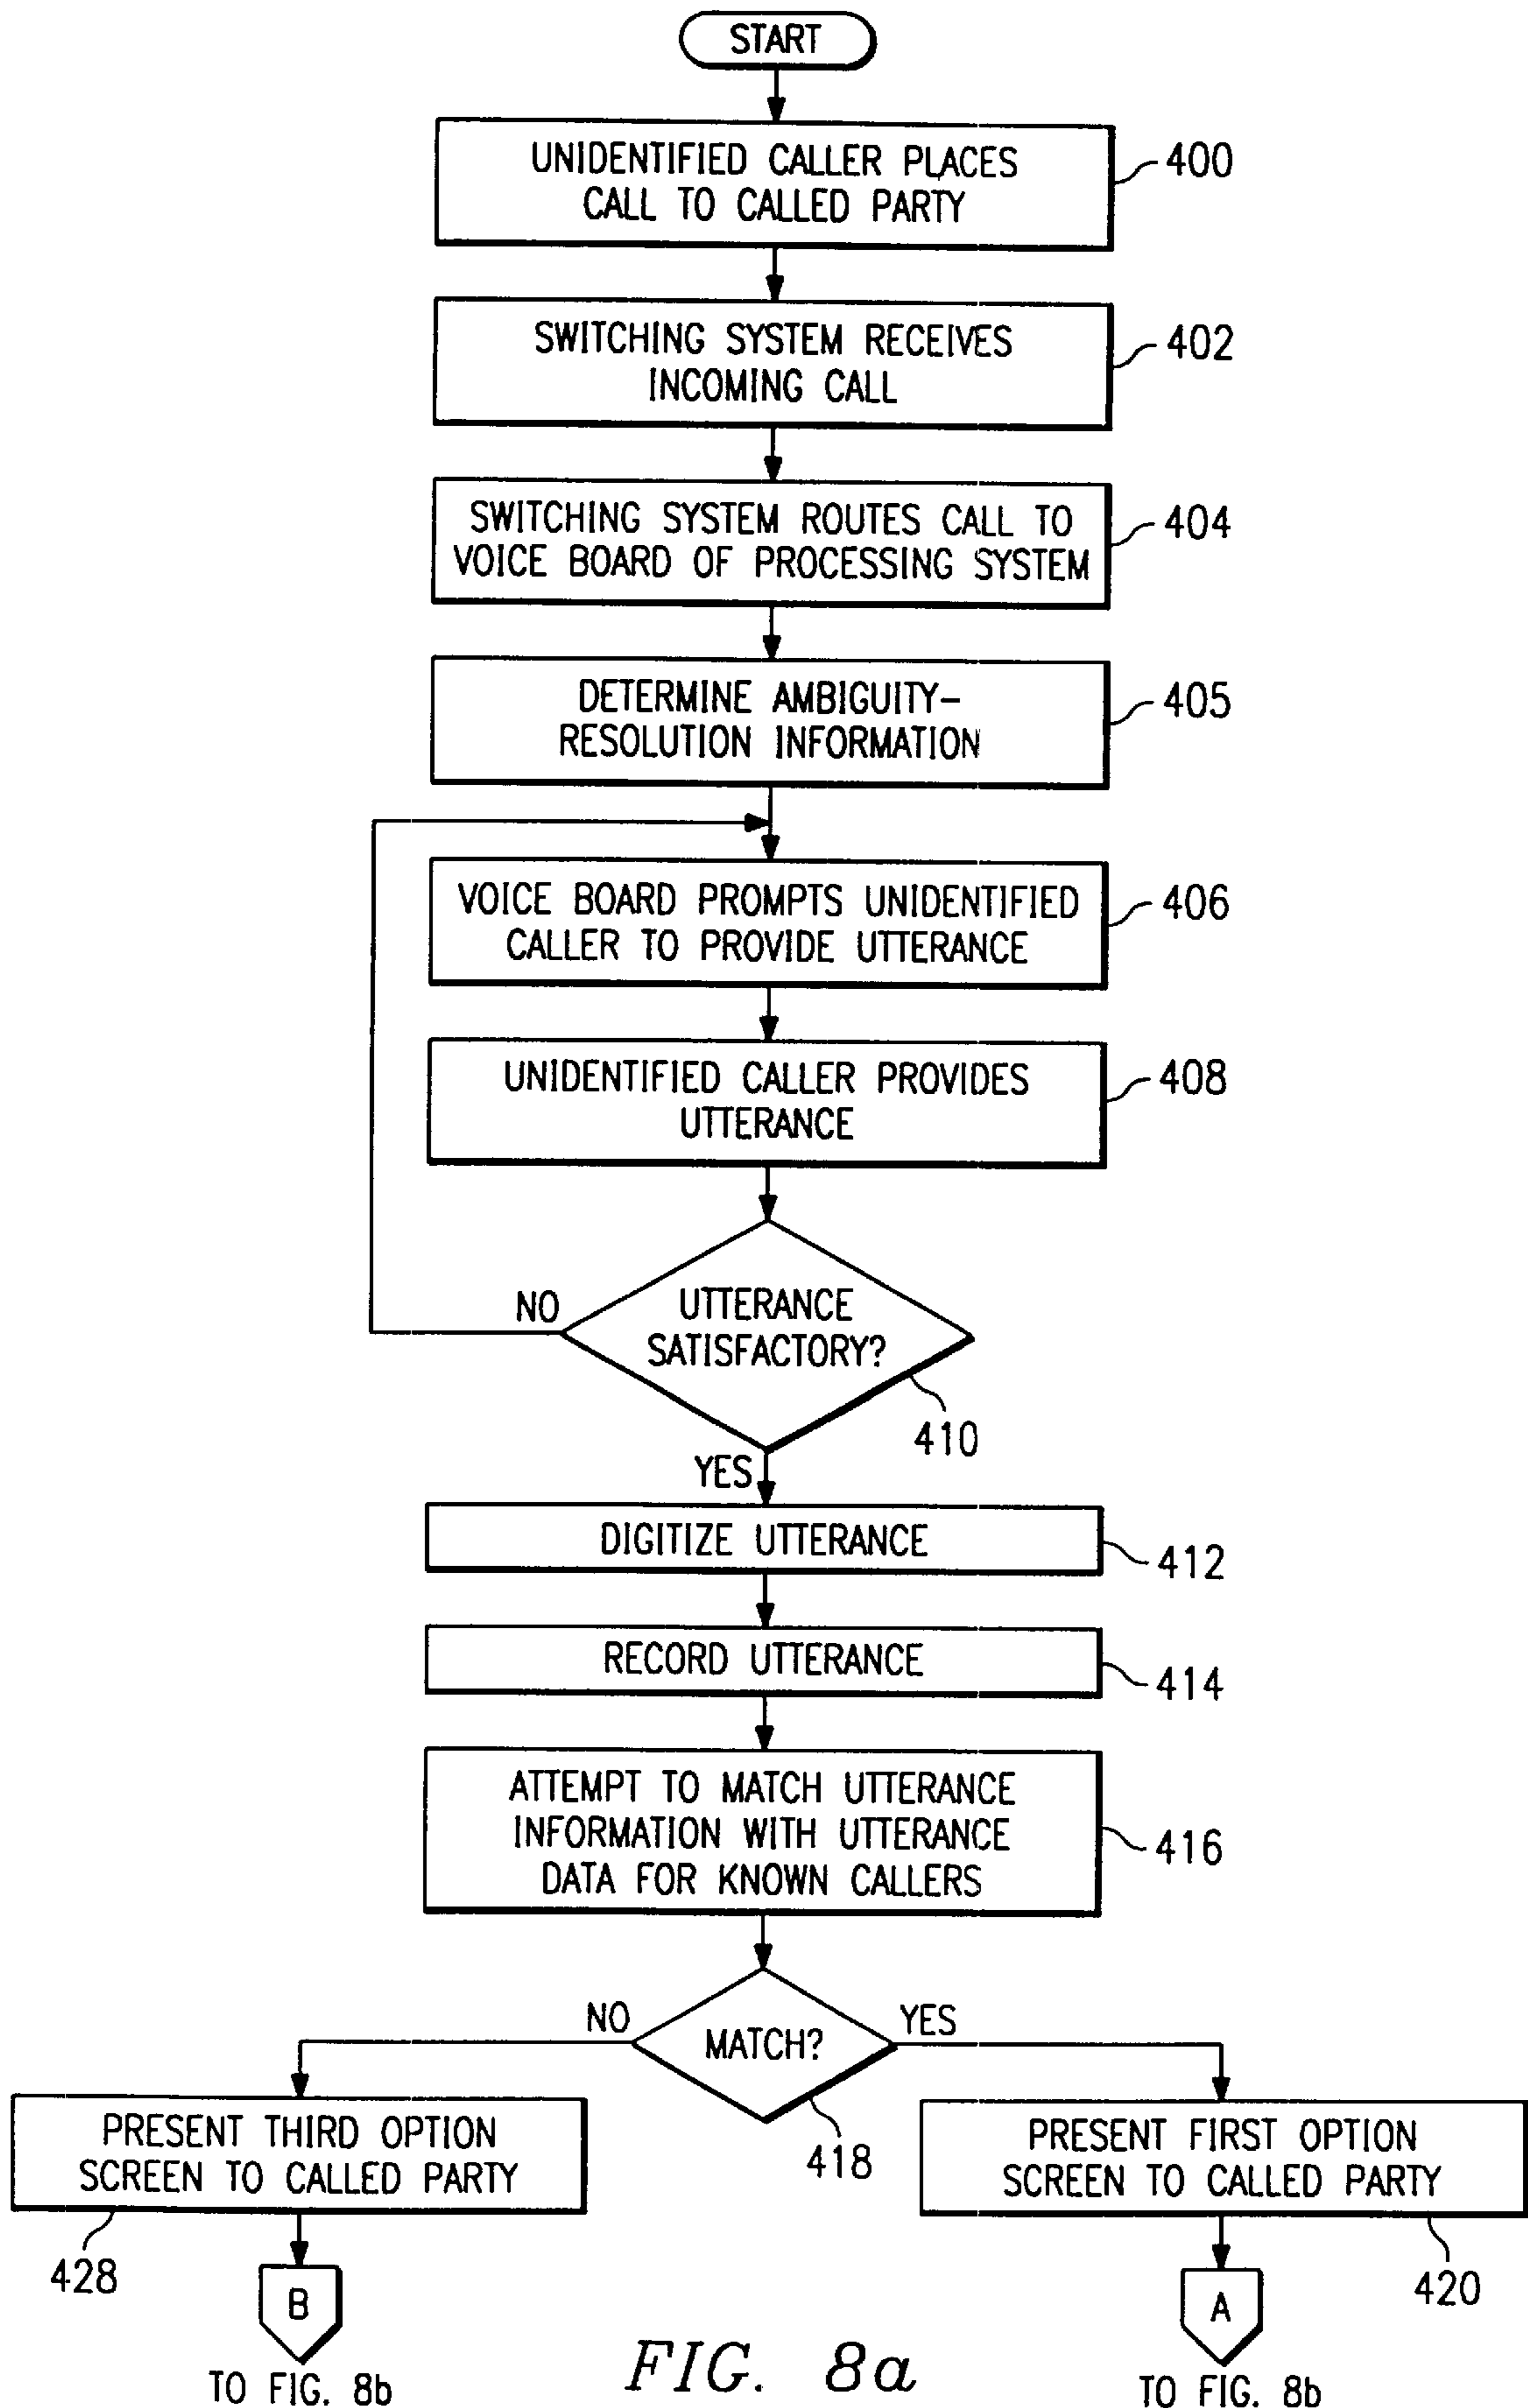 START
UNIDENTIFIED CALLER PLACES
CALL TO CALLED PARTY
400
SWITCHING SYSTEM RECEIVES
INCOMING CALL
402
SWITCHING SYSTEM ROUTES CALL TO
VOICE BOARD OF PROCESSING SYSTEM
404
DETERMINE AMBIGUITY–
RESOLUTION INFORMATION
405
VOICE BOARD PROMPTS UNIDENTIFIED
CALLER TO PROVIDE UTTERANCE
406
UNIDENTIFIED CALLER PROVIDES
UTTERANCE
408
NO
UTTERANCE
SATISFACTORY?
410
YES
DIGITIZE UTTERANCE
412
RECORD UTTERANCE
414
ATTEMPT TO MATCH UTTERANCE
INFORMATION WITH UTTERANCE
DATA FOR KNOWN CALLERS
416
NO
MATCH?
YES
418
PRESENT THIRD OPTION
SCREEN TO CALLED PARTY
428
PRESENT FIRST OPTION
SCREEN TO CALLED PARTY
420
B
TO FIG. 8b
A
TO FIG. 8b
FIG. 8a